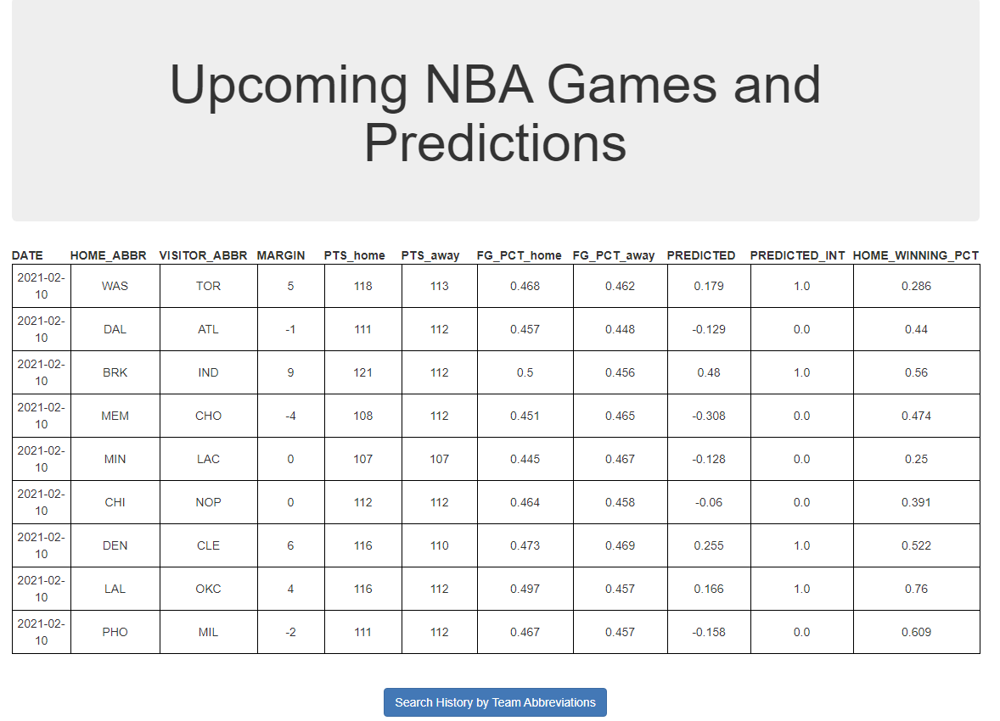 Upcoming NBA Games and
Predictions
DATE HOME_ABBR VISITOR_ABBR MARGIN PTS_home PTS_away FG_PCT_home FG_PCT_away PREDICTED PREDICTED_INT HOME_WINNING_PCT
2021-02-
10 WAS TOR 5 118 113 0.468 0.462 0.179 1.0 0.286
2021-02-
10 DAL ATL -1 111 112 0.457 0.448 -0.129 0.0 0.44
2021-02-
10 BRK IND 9 121 112 0.5 0.456 0.48 1.0 0.56
2021-02-
10 MEM CHO -4 108 112 0.451 0.465 -0.308 0.0 0.474
2021-02-
10 MIN LAC 0 107 107 0.445 0.467 -0.128 0.0 0.25
2021-02-
10 CHI NOP 0 112 112 0.464 0.458 -0.06 0.0 0.391
2021-02-
10 DEN CLE 6 116 110 0.473 0.469 0.255 1.0 0.522
2021-02-
10 LAL OKC 4 116 112 0.497 0.457 0.166 1.0 0.76
2021-02-
10 PHO MIL -2 111 112 0.467 0.457 -0.158 0.0 0.609
Search History by Team Abbreviations